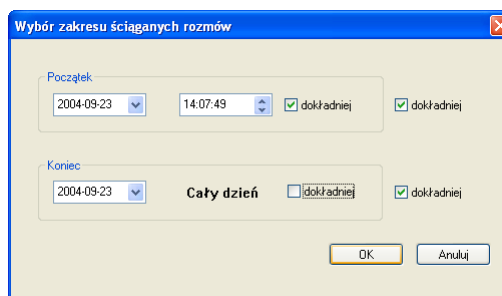 Wybór zakresu ściąganych rozmów
Początek
2004-09-23 14:07:49 dokładniej dokładniej
Koniec
2004-09-23 Cały dzień dokładniej dokładniej
OK Anuluj